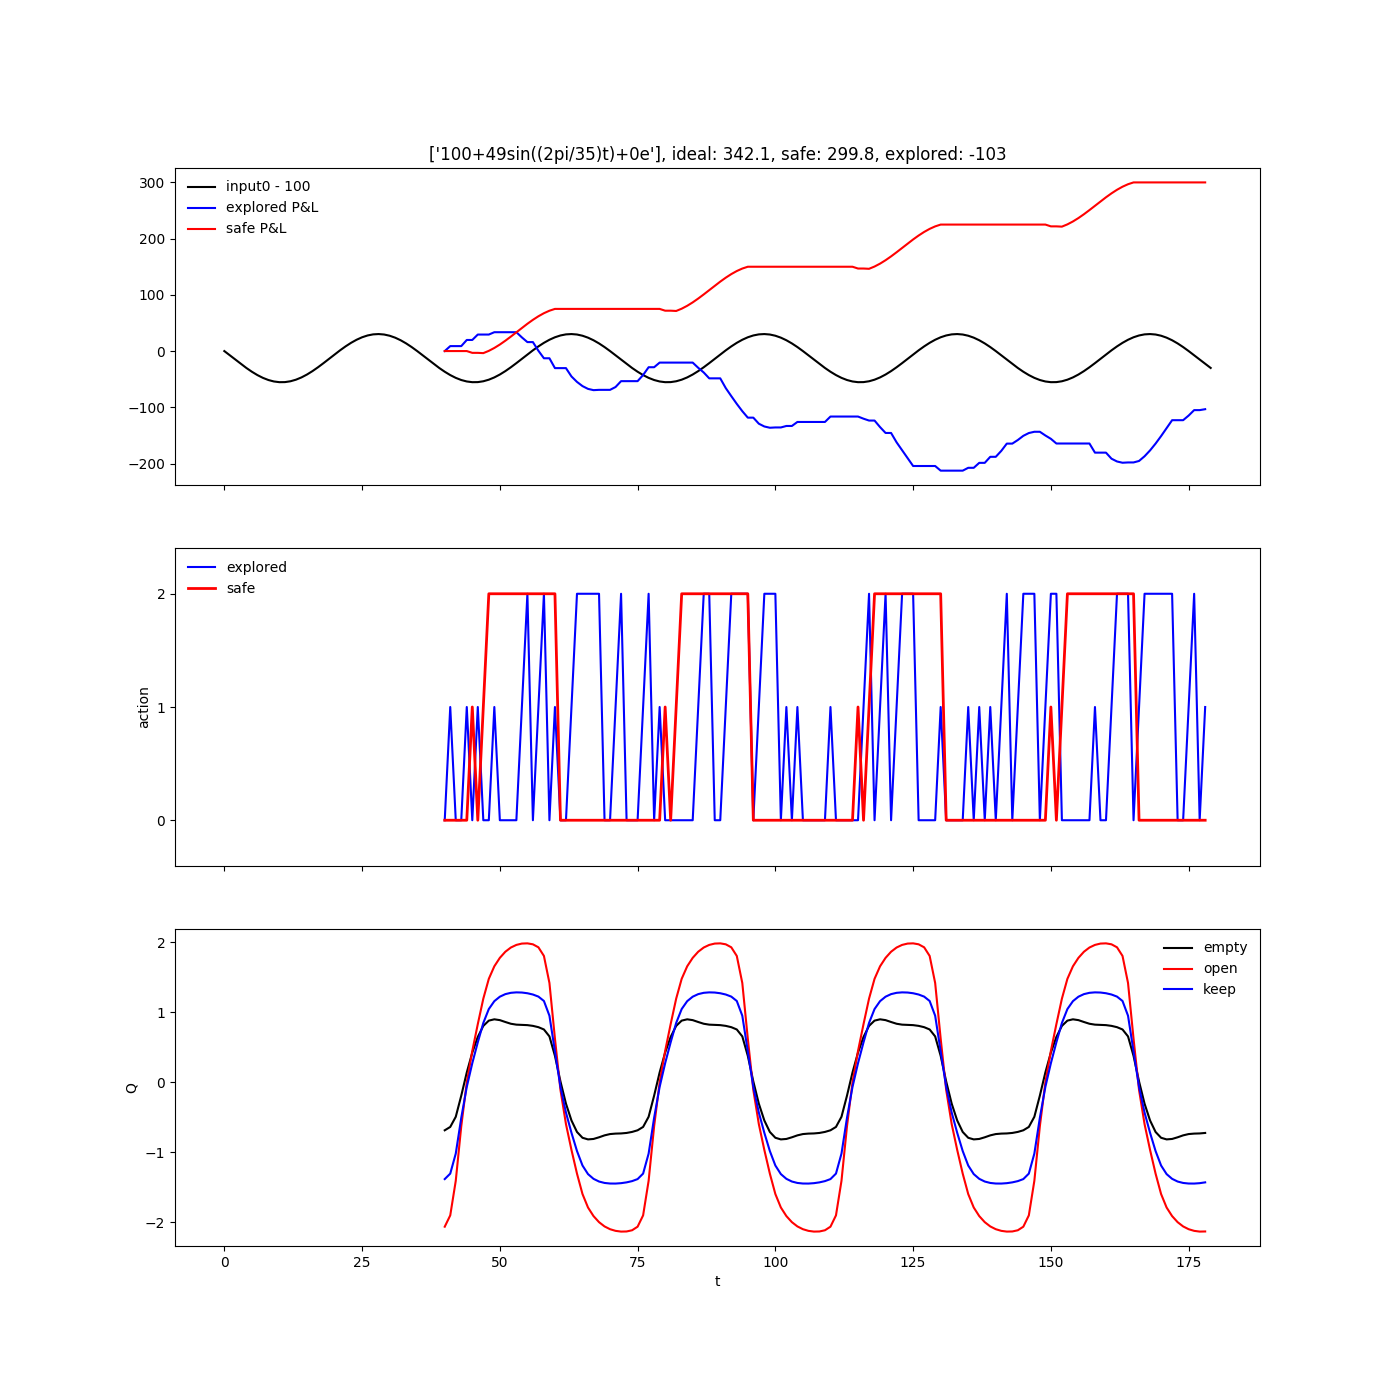 ['100+49sin((2pi/35)t)+0e'], ideal: 342.1, safe: 299.8, explored: -103
300
200
100
0
−100
−200
input0 - 100
explored P&L
safe P&L
2
1
0
action
explored
safe
2
1
0
−1
−2
Q
empty
open
keep
0
25
50
75
100
125
150
175
t